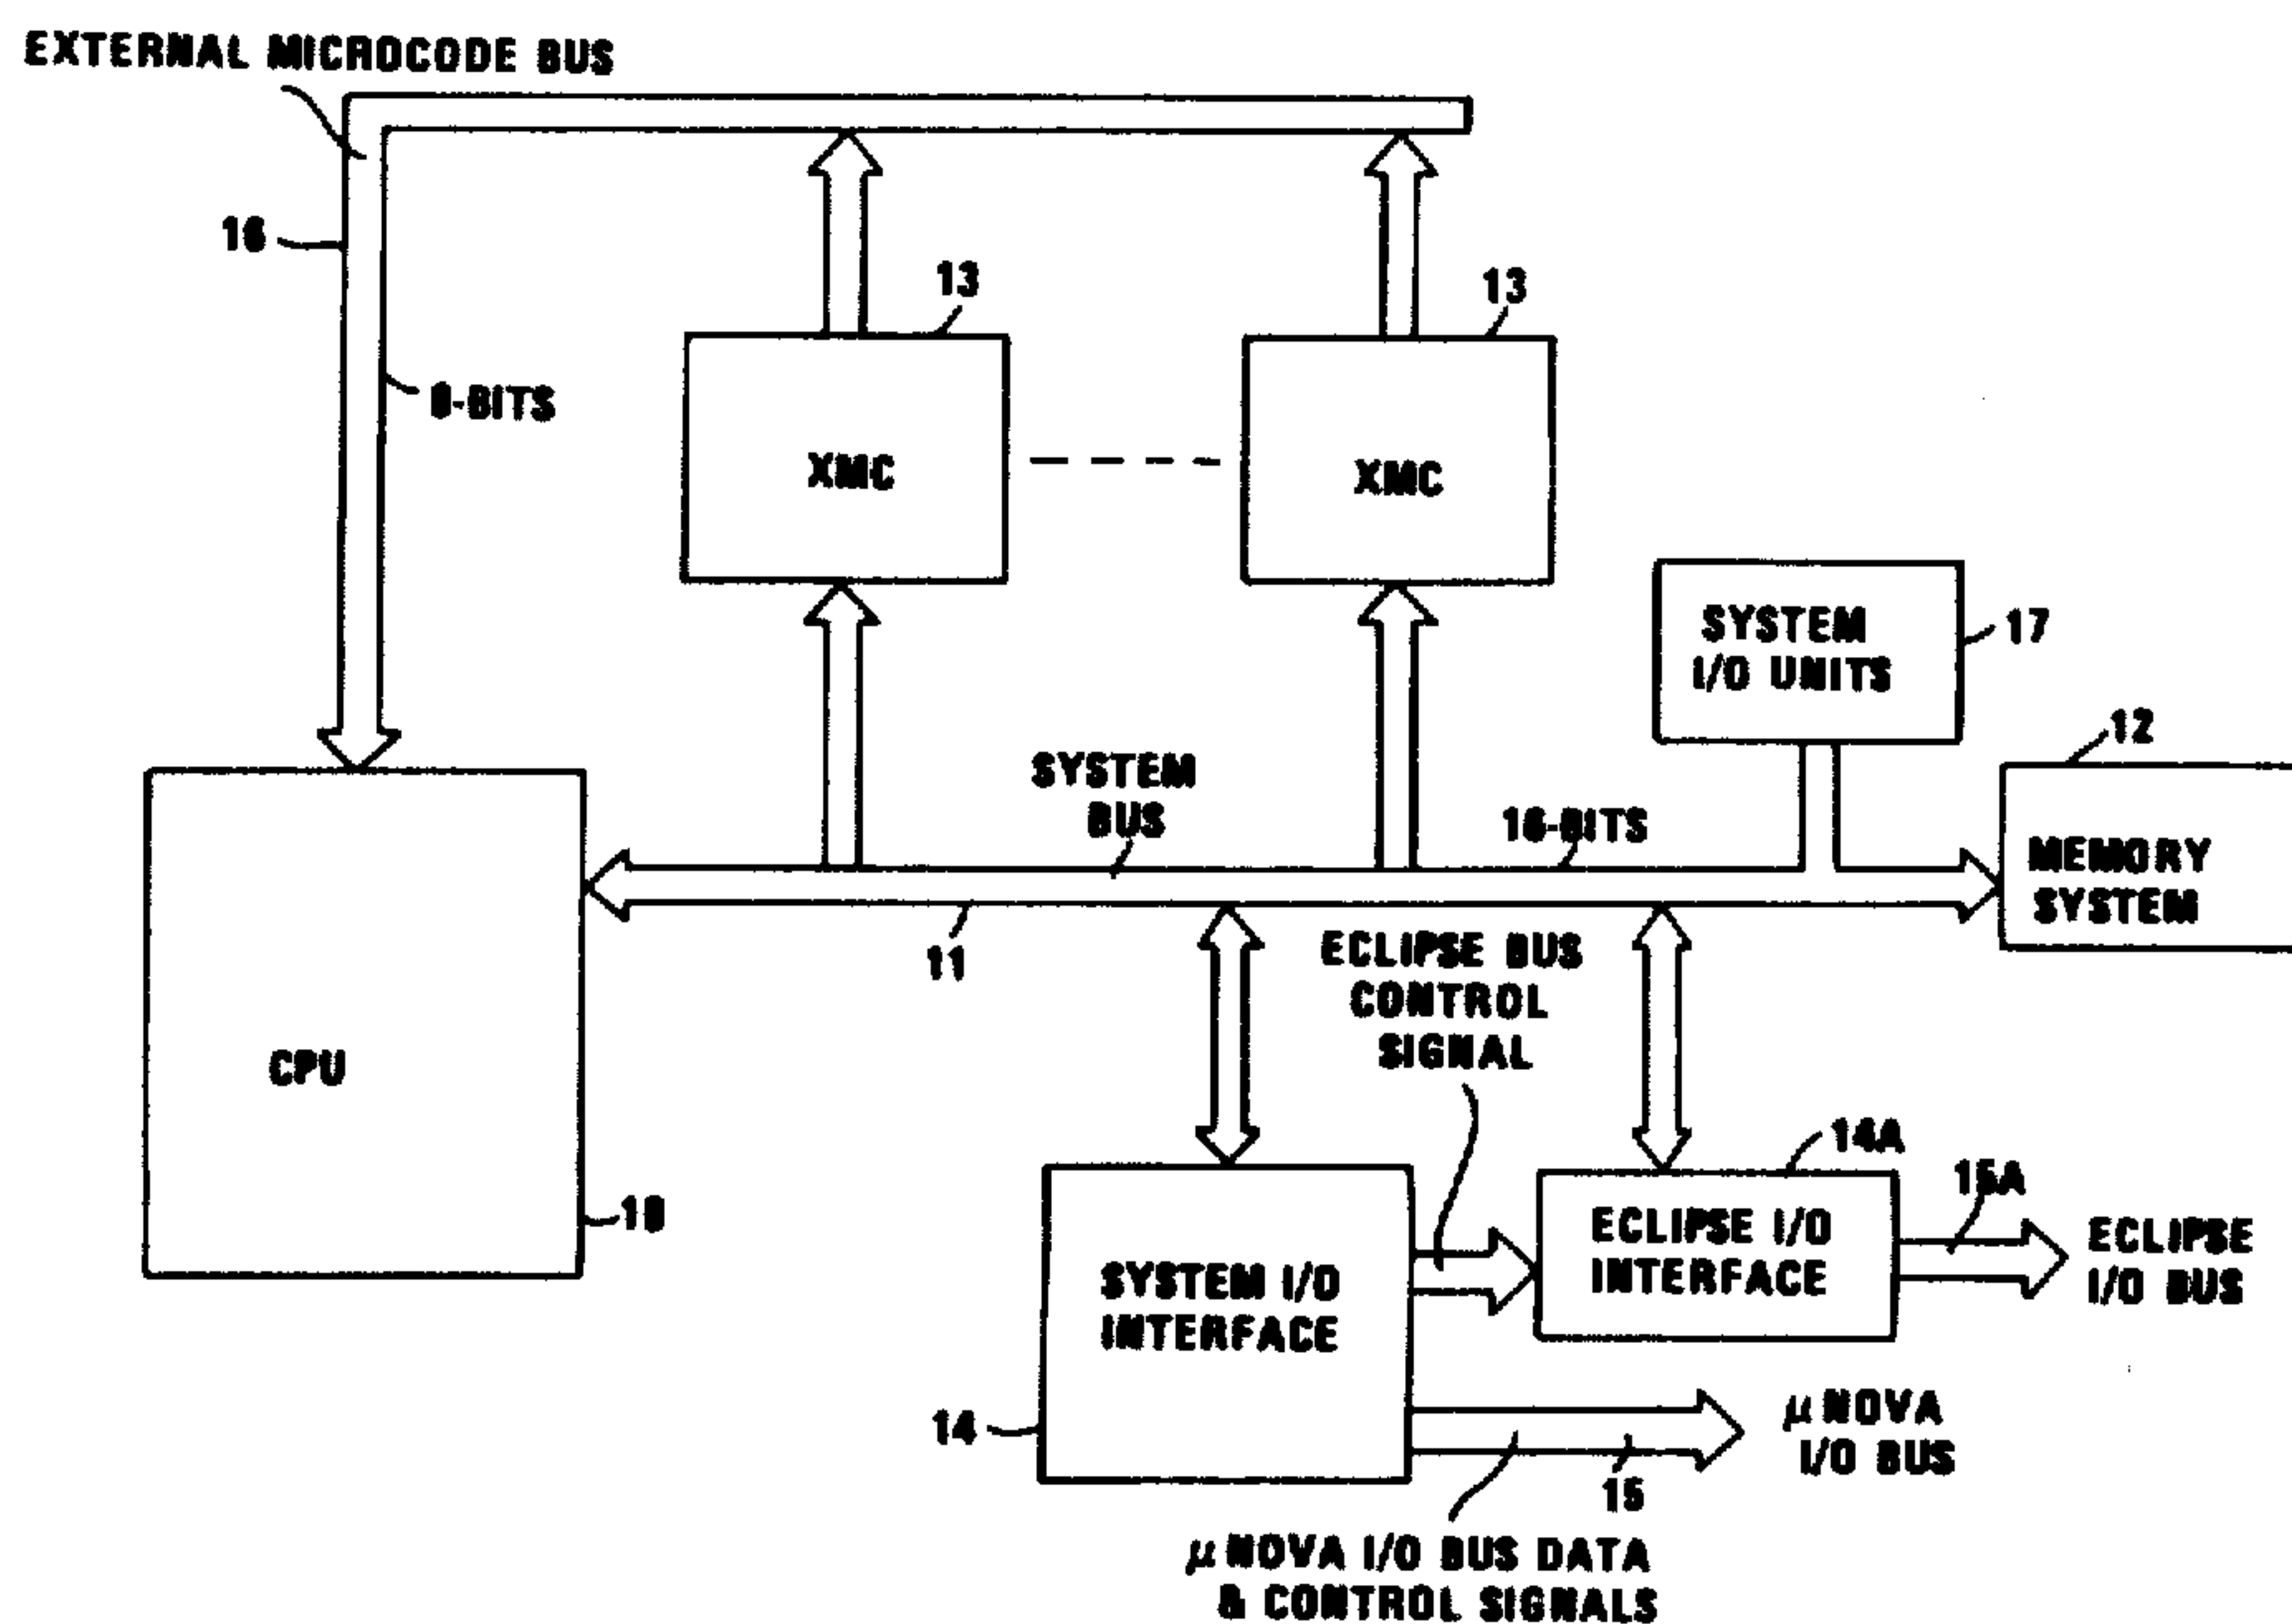 EXTERNAL MICROCODE BUS
16
13
13
8-BITS
XMC
XMC
SYSTEM
I/O UNITS
17
12
SYSTEM
BUS
16-BITS
MEMORY
SYSTEM
11
ECLIPSE BUS
CONTROL
SIGNAL
CPU
10
14A
15A
ECLIPSE I/O
INTERFACE
ECLIPSE
I/O BUS
SYSTEM I/O
INTERFACE
14
μNOVA
I/O BUS
15
μNOVA I/O BUS DATA
& CONTROL SIGNALS